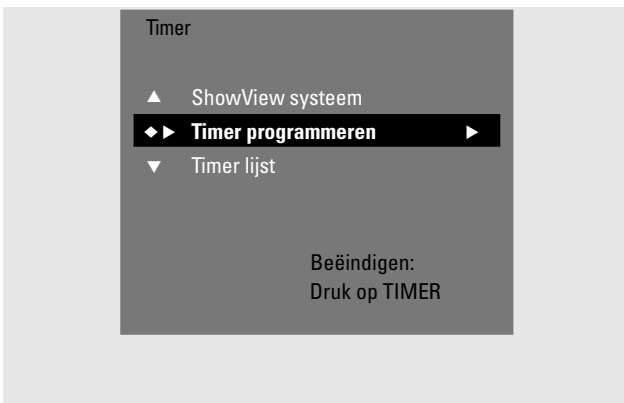 Timer
▲ ShowView systeem
◆▶ Timer programmeren ▶
▼ Timer lijst
Beëindigen:
Druk op TIMER